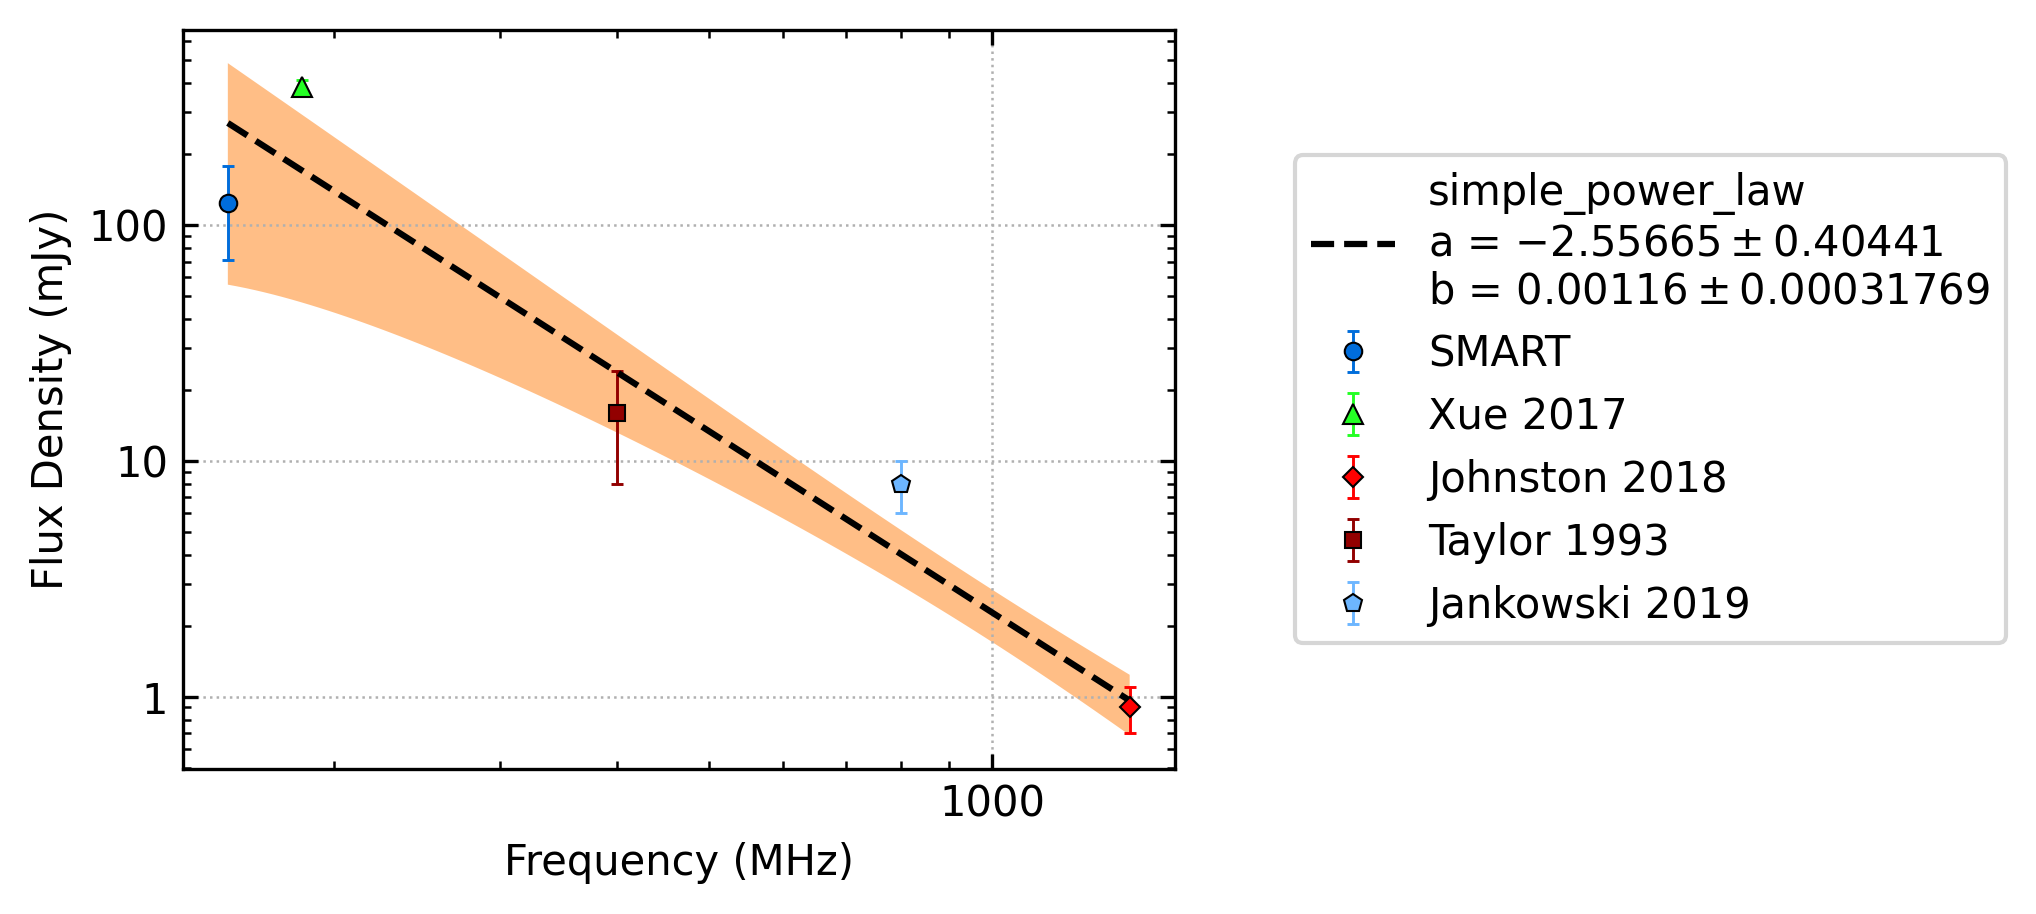 Flux Density (mJy)
100
10
1
1000
Frequency (MHz)
simple_power_law
a = −2.55665 ± 0.40441
b = 0.00116 ± 0.00031769
SMART
Xue 2017
Johnston 2018
Taylor 1993
Jankowski 2019